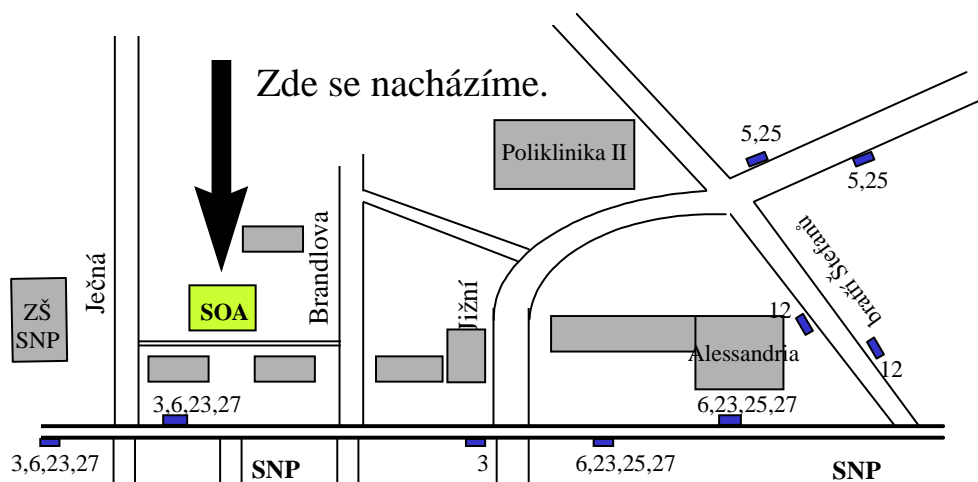 Zde se nacházíme.
Poliklinika II
5,25
5,25
bratří Štefanů
Ječná
Brandlova
Jižní
ZŠ
SNP
SOA
12
12
Alessandria
3,6,23,27
6,23,25,27
3,6,23,27
SNP
3
6,23,25,27
SNP